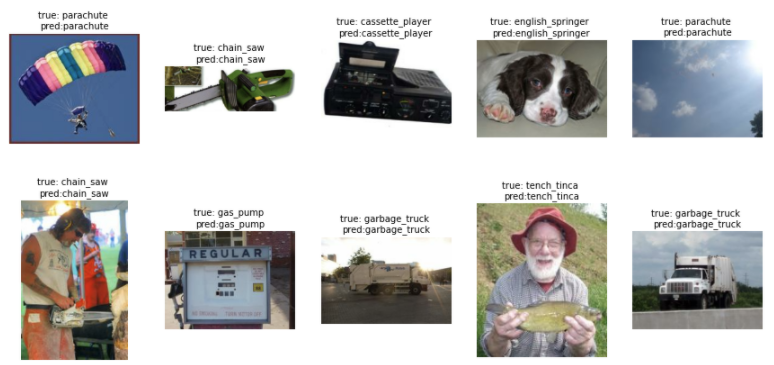 true: parachute
pred:parachute
true: chain_saw
pred:chain_saw
true: cassette_player
pred:cassette_player
true: english_springer
pred:english_springer
true: parachute
pred:parachute
true: chain_saw
pred:chain_saw
true: gas_pump
pred:gas_pump
REGULAR
true: garbage_truck
pred:garbage_truck
true: tench_tinca
pred:tench_tinca
true: garbage_truck
pred:garbage_truck